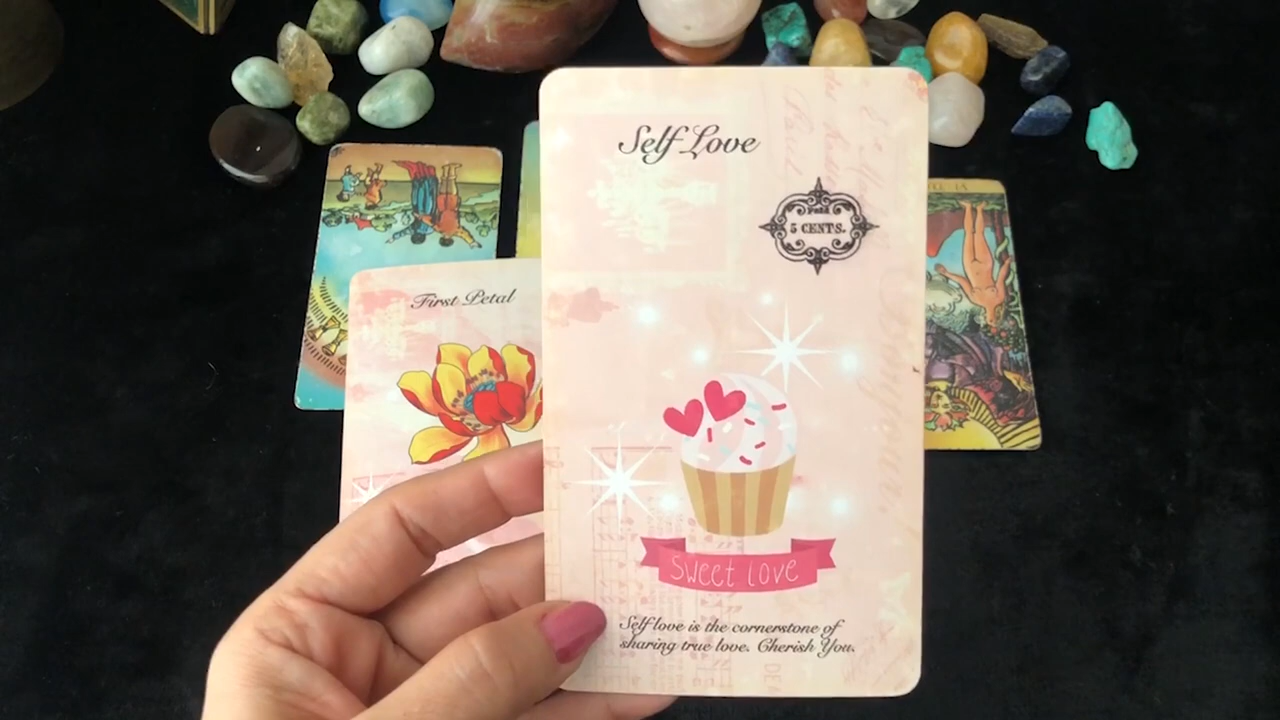 Self Love
Paid
5 CENTS.
First Petal
sweet love
Self love is the cornerstone of
sharing true love. Cherish You.